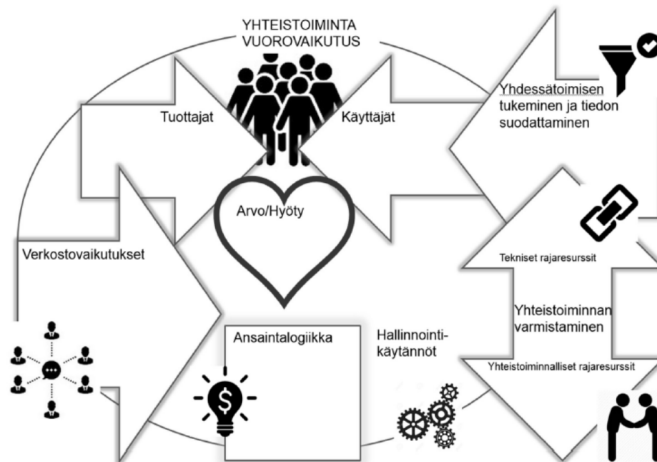 YHTEISTOIMINTA
VUOROVAIKUTUS
Tuottajat
Käyttäjät
Yhdessätoimisen
tukeminen ja tiedon
suodattaminen
Arvo/Hyöty
Verkostovaikutukset
Tekniset rajaresurssit
Yhteistoiminnan
varmistaminen
Yhteistoiminnalliset rajaresurssit
Ansaintalogiikka
Hallinnointi-
käytännöt
$